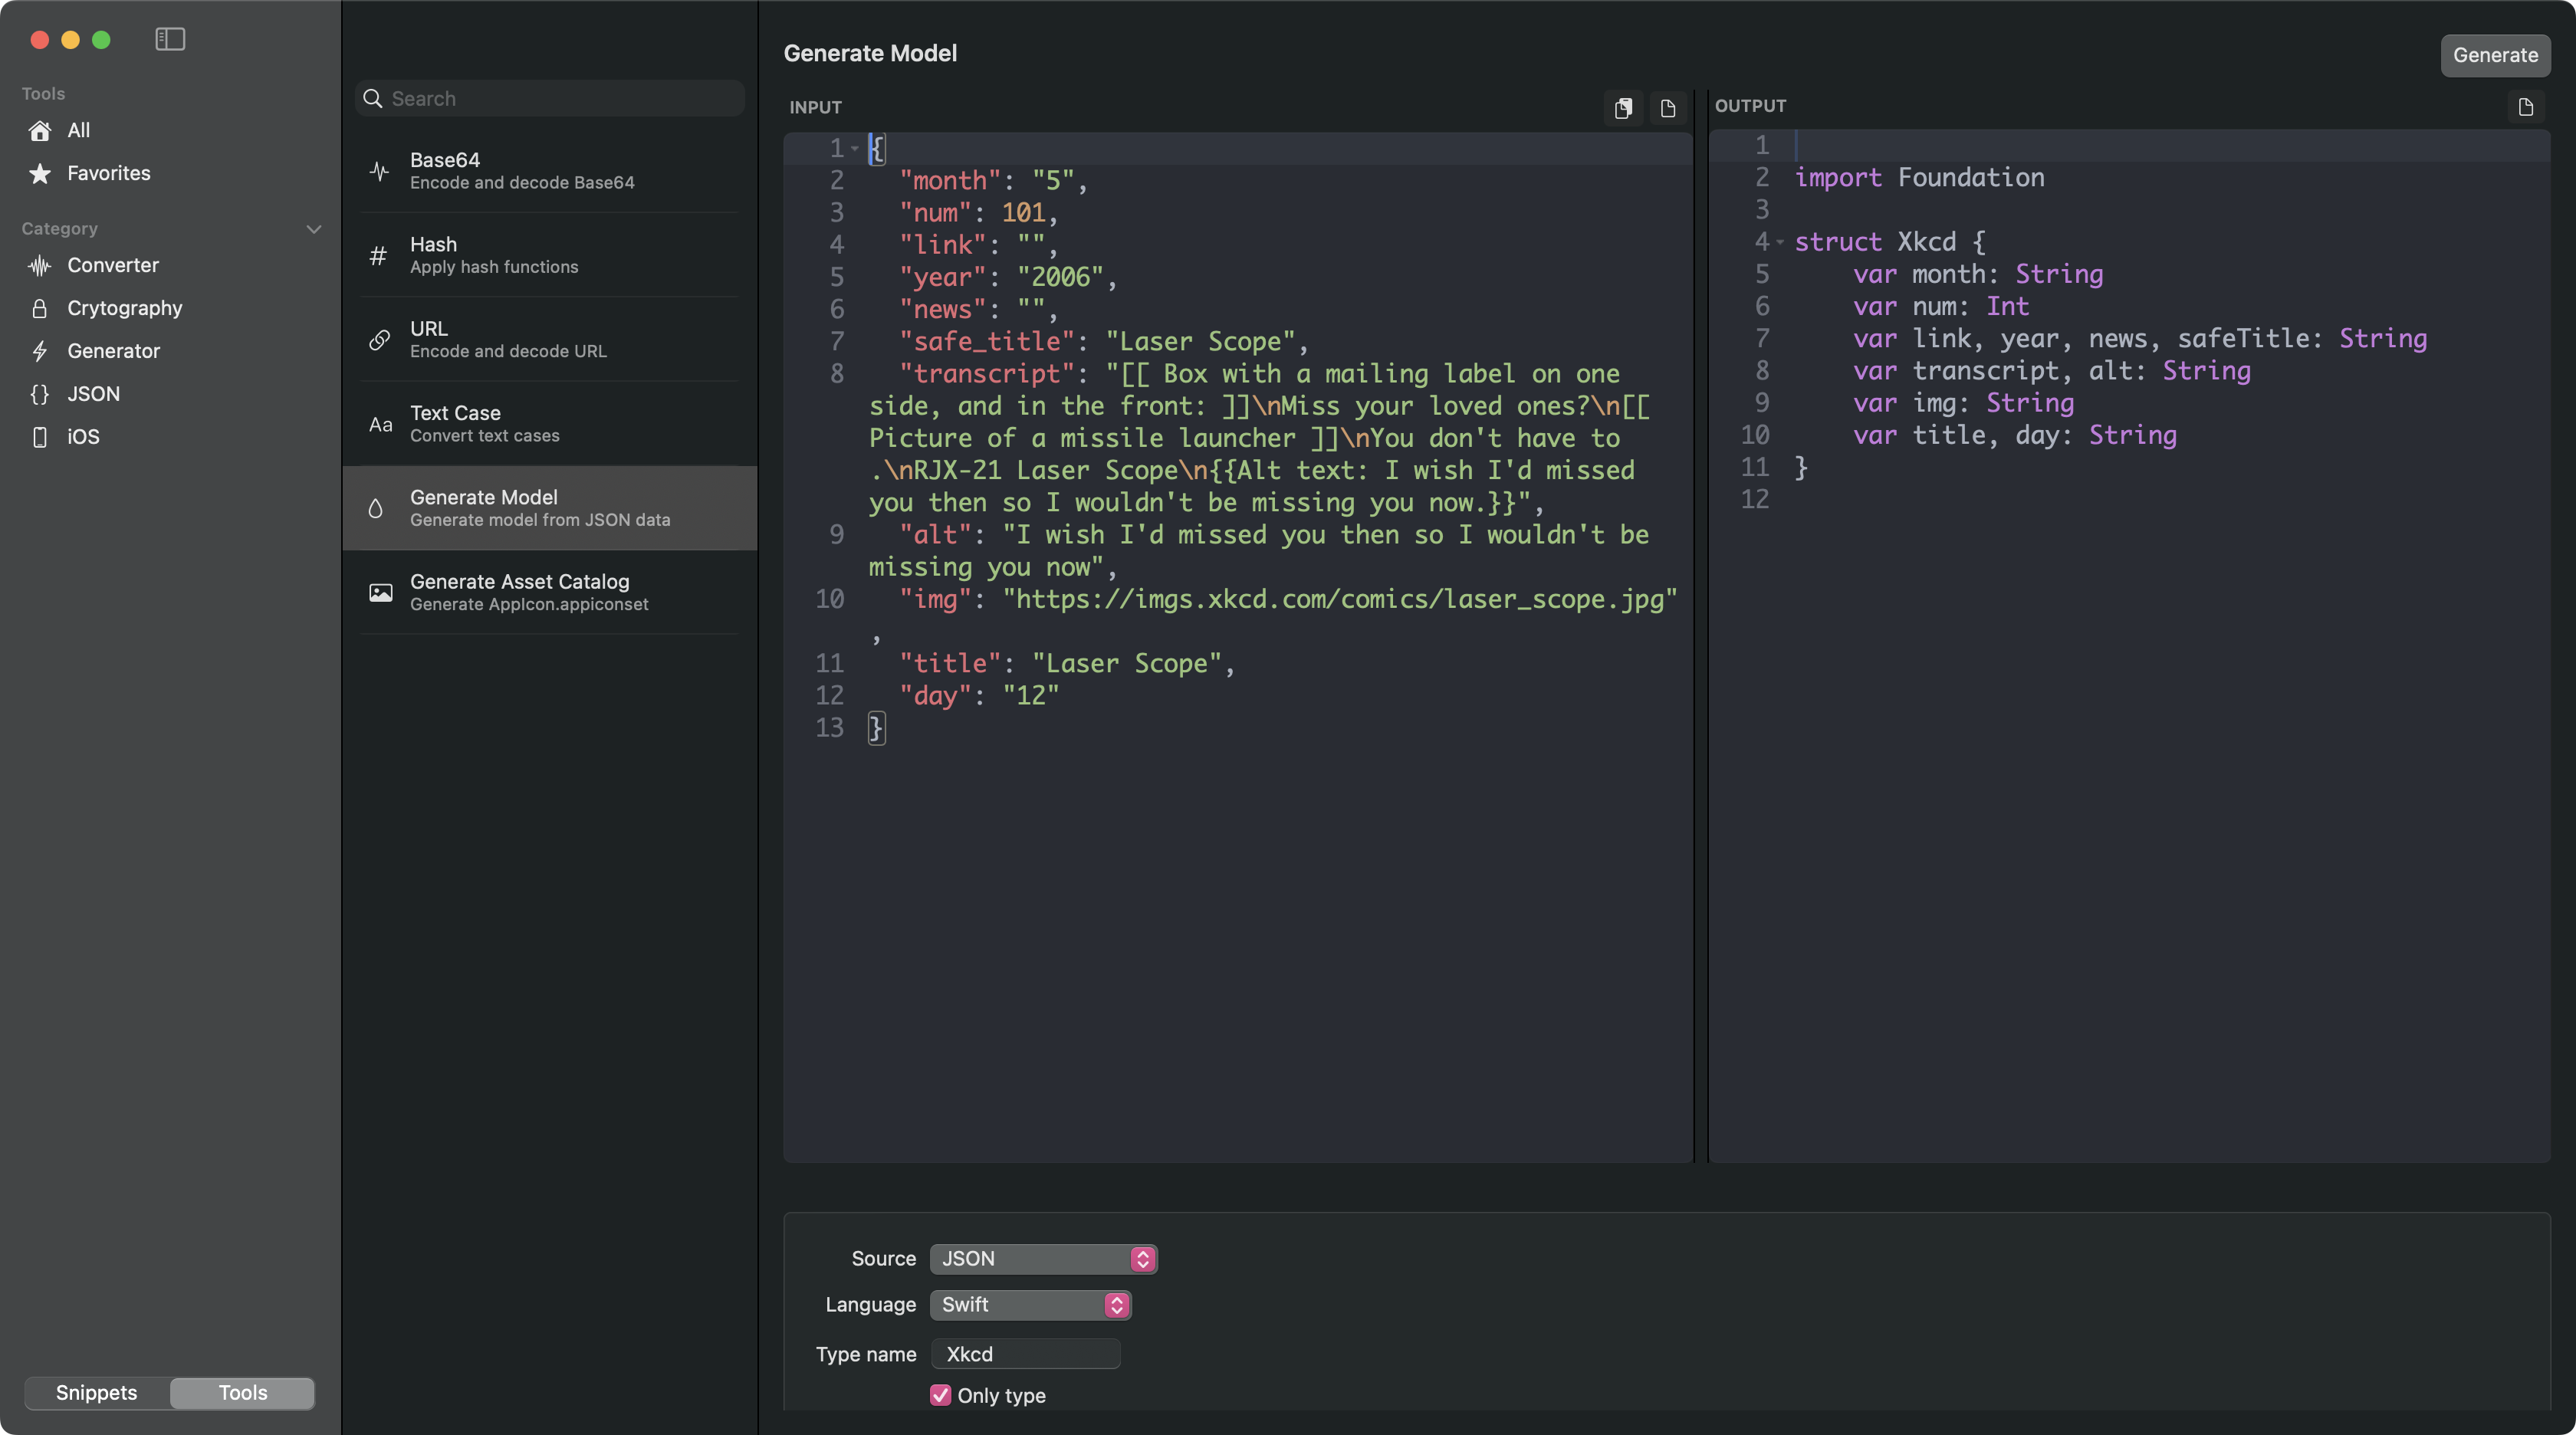 Tools
All
Favorites
Category
Converter
Crytography
Generator
JSON
iOS
Snippets
Tools
Search
Base64
Encode and decode Base64
Hash
Apply hash functions
URL
Encode and decode URL
Aa
Text Case
Convert text cases
Generate Model
Generate model from JSON data
Generate Asset Catalog
Generate AppIcon.appiconset
Generate Model
Generate
INPUT
1 {
2 "month": "5",
3 "num": 101,
4 "link": "",
5 "year": "2006",
6 "news": "",
7 "safe_title": "Laser Scope",
8 "transcript": "[[ Box with a mailing label on one
side, and in the front: ]]\nMiss your loved ones?\n[[
Picture of a missile launcher ]]\nYou don't have to
.\nRJX-21 Laser Scope\n{{Alt text: I wish I'd missed
you then so I wouldn't be missing you now.}}",
9 "alt": "I wish I'd missed you then so I wouldn't be
missing you now",
10 "img": "https://imgs.xkcd.com/comics/laser_scope.jpg"
,
11 "title": "Laser Scope",
12 "day": "12"
13 }
OUTPUT
1
2 import Foundation
3
4 struct Xkcd {
5 var month: String
6 var num: Int
7 var link, year, news, safeTitle: String
8 var transcript, alt: String
9 var img: String
10 var title, day: String
11 }
12
Source JSON
Language Swift
Type name Xkcd
Only type